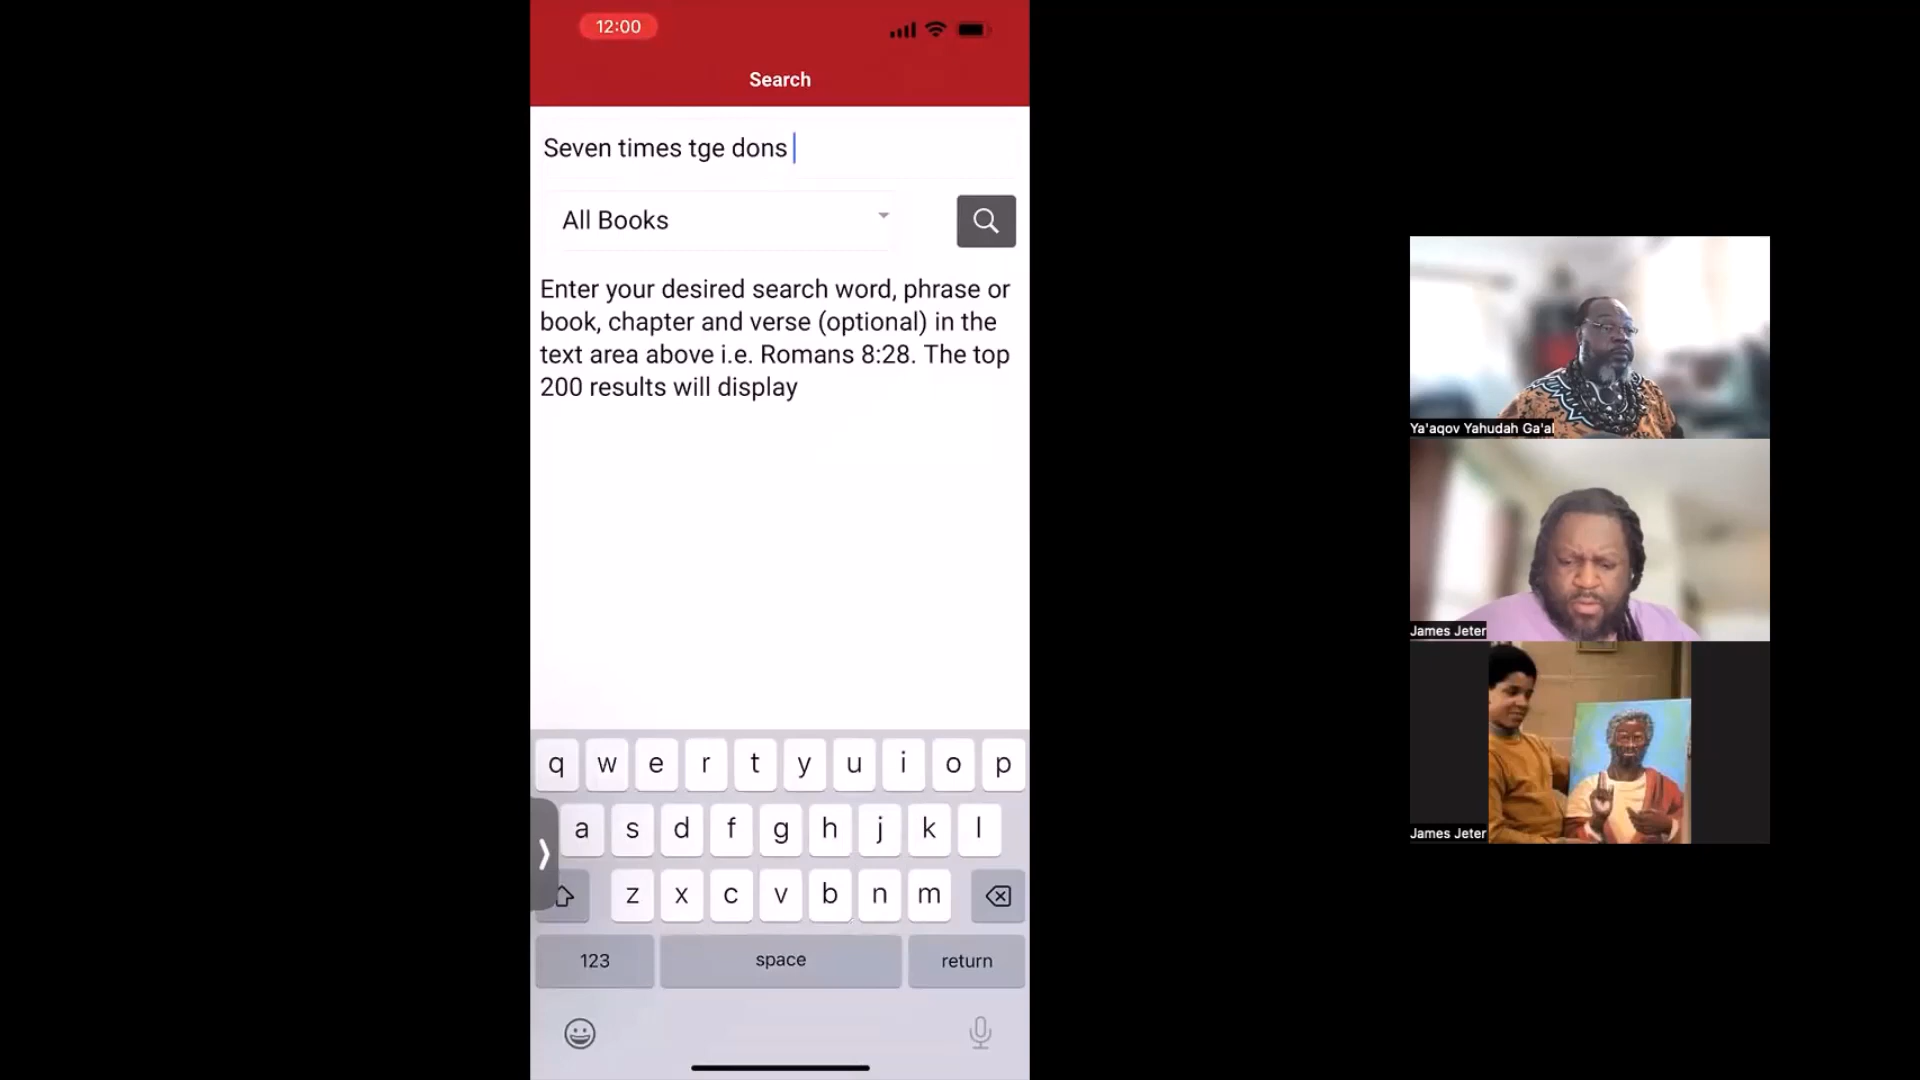 12:00
Search
Seven times tge dons
All Books
Enter your desired search word, phrase or
book, chapter and verse (optional) in the
text area above i.e. Romans 8:28. The top
200 results will display
q w e r t y u i o p
a s d f g h j k l
z x c v b n m
123 space return
Ya'aqov Yahudah Ga'al
James Jeter
James Jeter